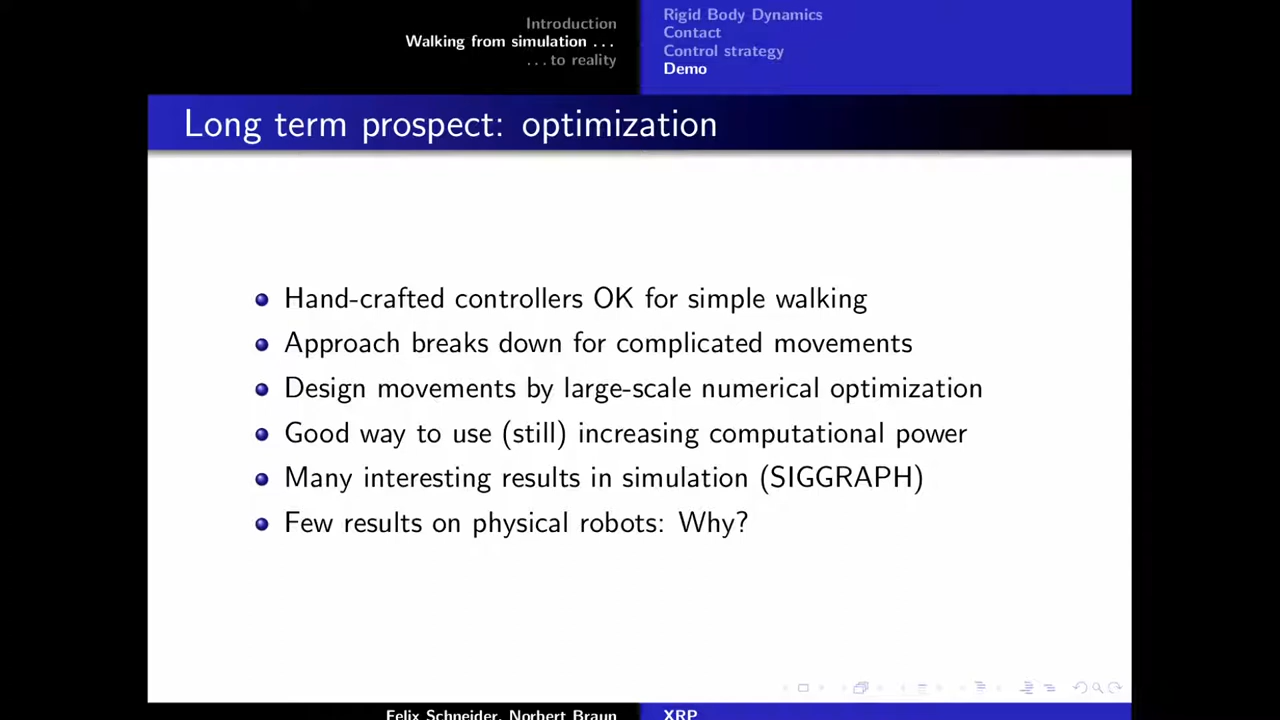 Introduction
Walking from simulation ...
... to reality
Rigid Body Dynamics
Contact
Control strategy
Demo
Long term prospect: optimization
Hand-crafted controllers OK for simple walking
Approach breaks down for complicated movements
Design movements by large-scale numerical optimization
Good way to use (still) increasing computational power
Many interesting results in simulation (SIGGRAPH)
Few results on physical robots: Why?
Felix Schneider, Norbert Braun
XRP